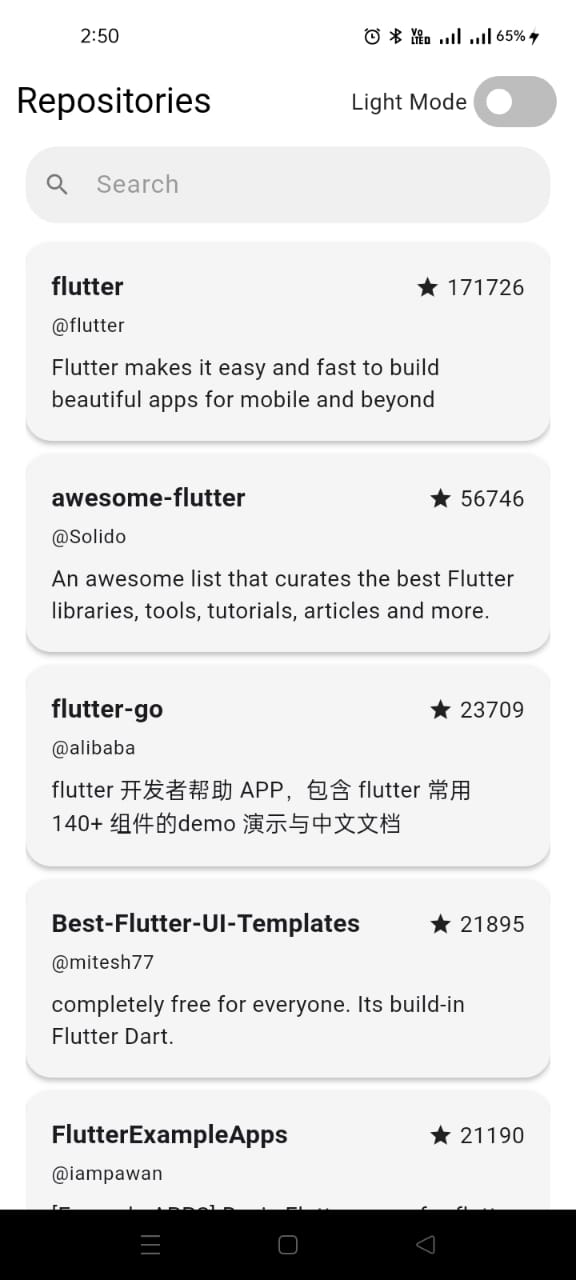 2:50
Vo
LTED
65%
Repositories
Light Mode
Search
flutter
171726
@flutter
Flutter makes it easy and fast to build
beautiful apps for mobile and beyond
awesome-flutter
56746
@Solido
An awesome list that curates the best Flutter
libraries, tools, tutorials, articles and more.
flutter-go
23709
@alibaba
flutter 开发者帮助 APP，包含 flutter 常用
140+ 组件的demo 演示与中文文档
Best-Flutter-UI-Templates
21895
@mitesh77
completely free for everyone. Its build-in
Flutter Dart.
FlutterExampleApps
21190
@iampawan